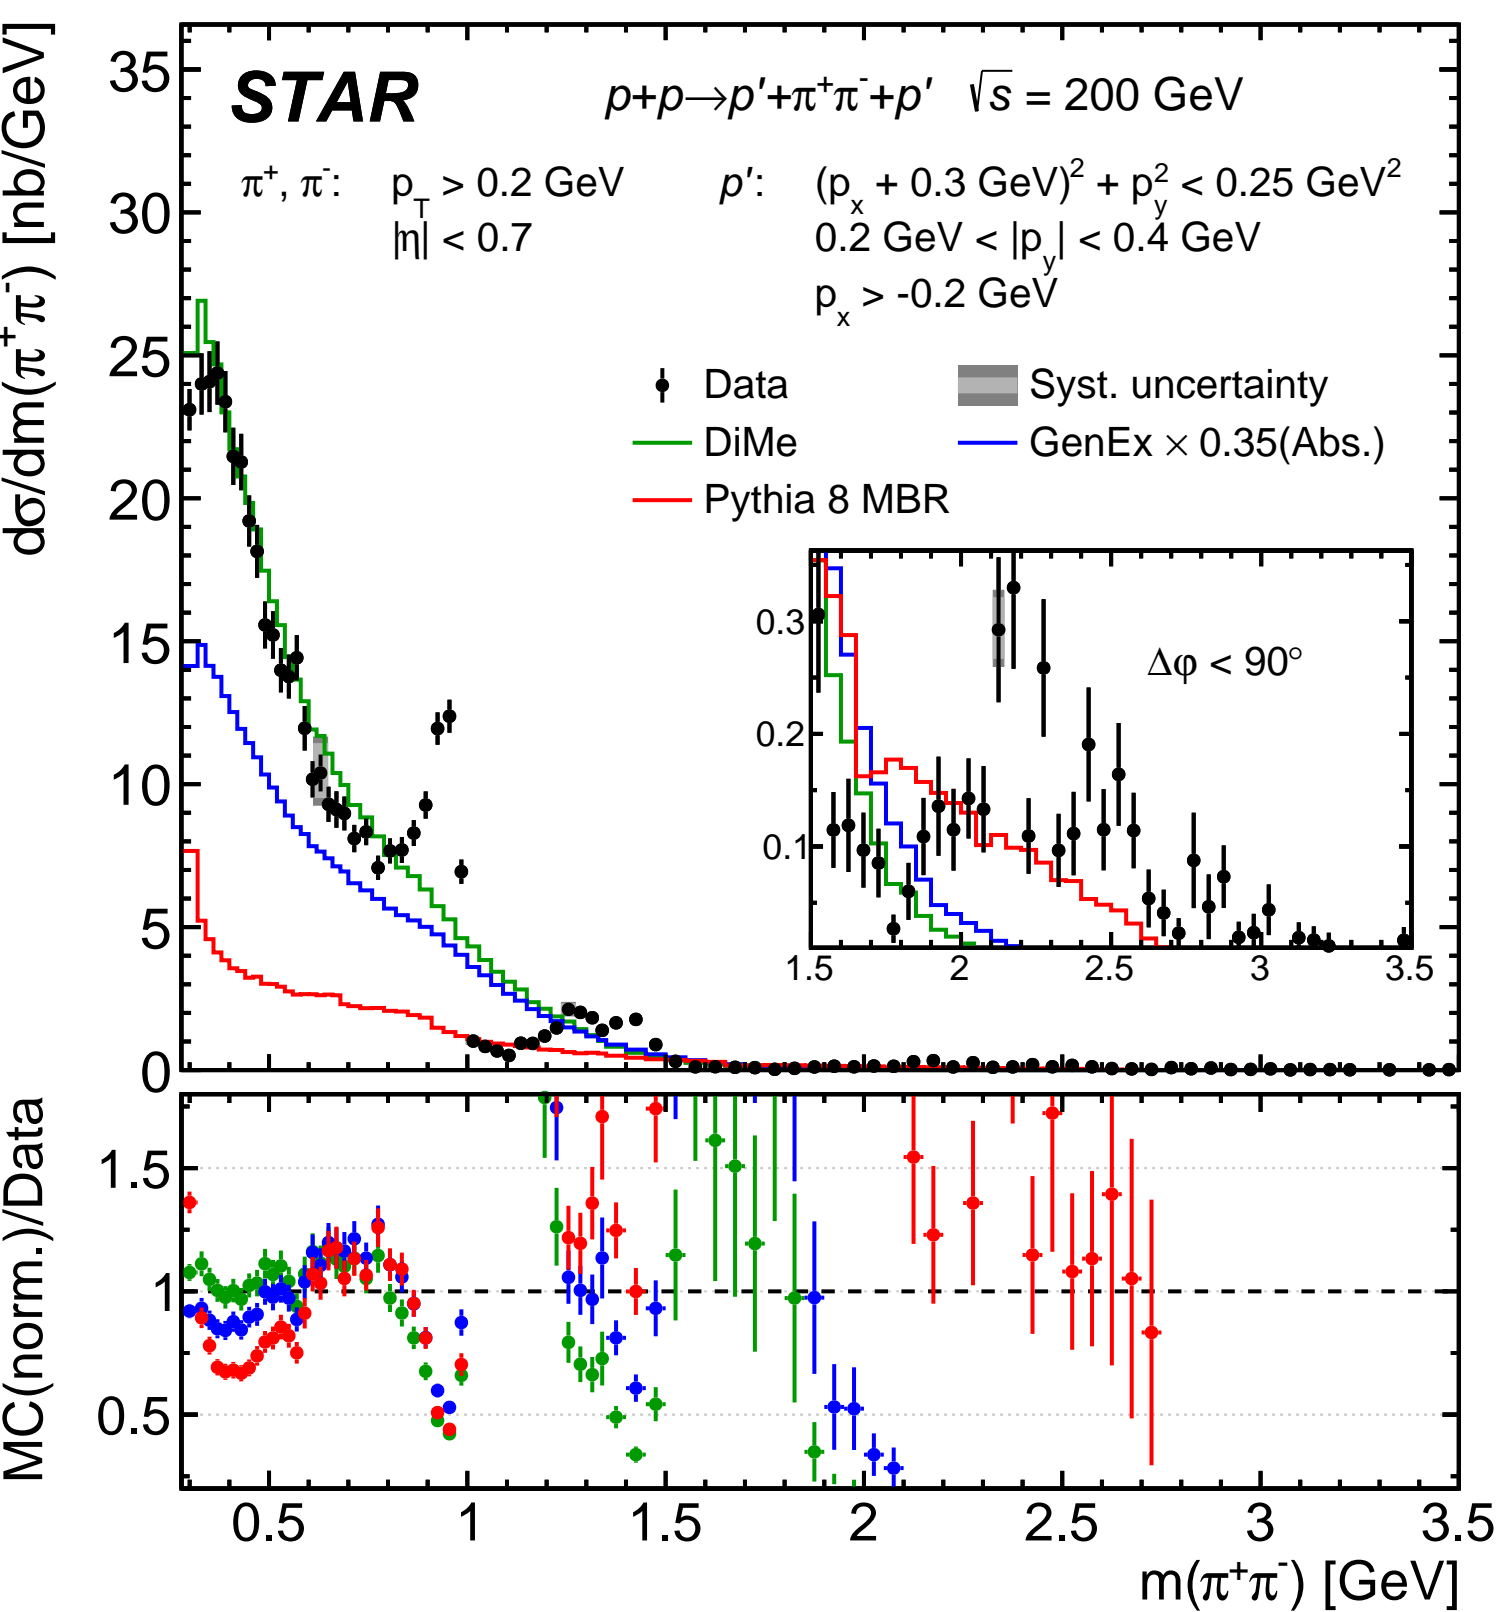 dσ/dm(π⁺π⁻) [nb/GeV]
35
30
25
20
15
10
5
0
STAR p+p→p′+π⁺π⁻+p′ √s = 200 GeV
π⁺, π⁻: p_T > 0.2 GeV p′: (p_x + 0.3 GeV)² + p_y² < 0.25 GeV²
|η| < 0.7 0.2 GeV < |p_y| < 0.4 GeV
p_x > -0.2 GeV
Data Syst. uncertainty
DiMe GenEx × 0.35(Abs.)
Pythia 8 MBR
Δφ < 90°
0.3
0.2
0.1
1.5 2 2.5 3 3.5
MC(norm.)/Data
1.5
1
0.5
0.5 1 1.5 2 2.5 3 3.5
m(π⁺π⁻) [GeV]